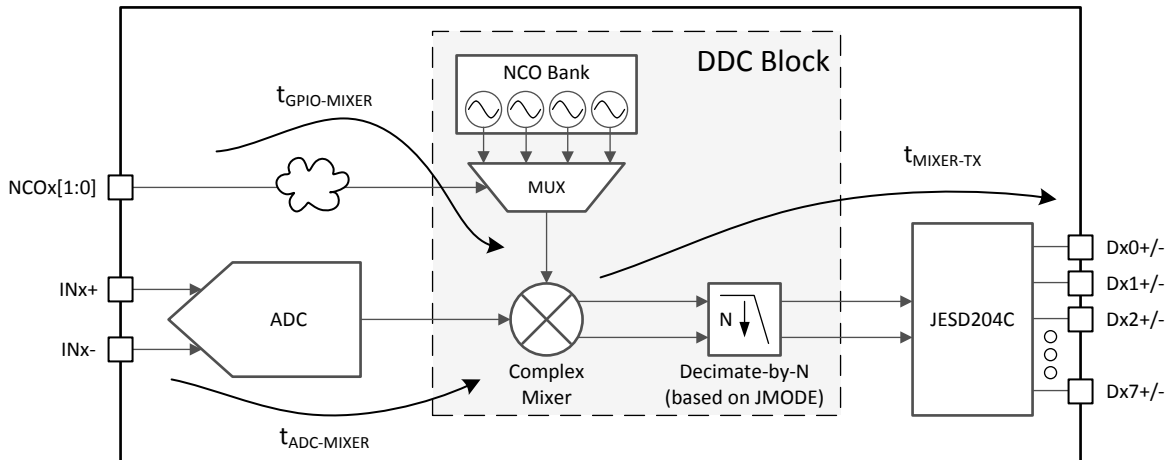 DDC Block
NCO Bank
tGPIO-MIXER
tMIXER-TX
NCOx[1:0]
MUX
Dx0+/-
INx+
Dx1+/-
ADC
N
JESD204C
Dx2+/-
INx-
Complex
Mixer
Decimate-by-N
(based on JMODE)
Dx7+/-
tADC-MIXER